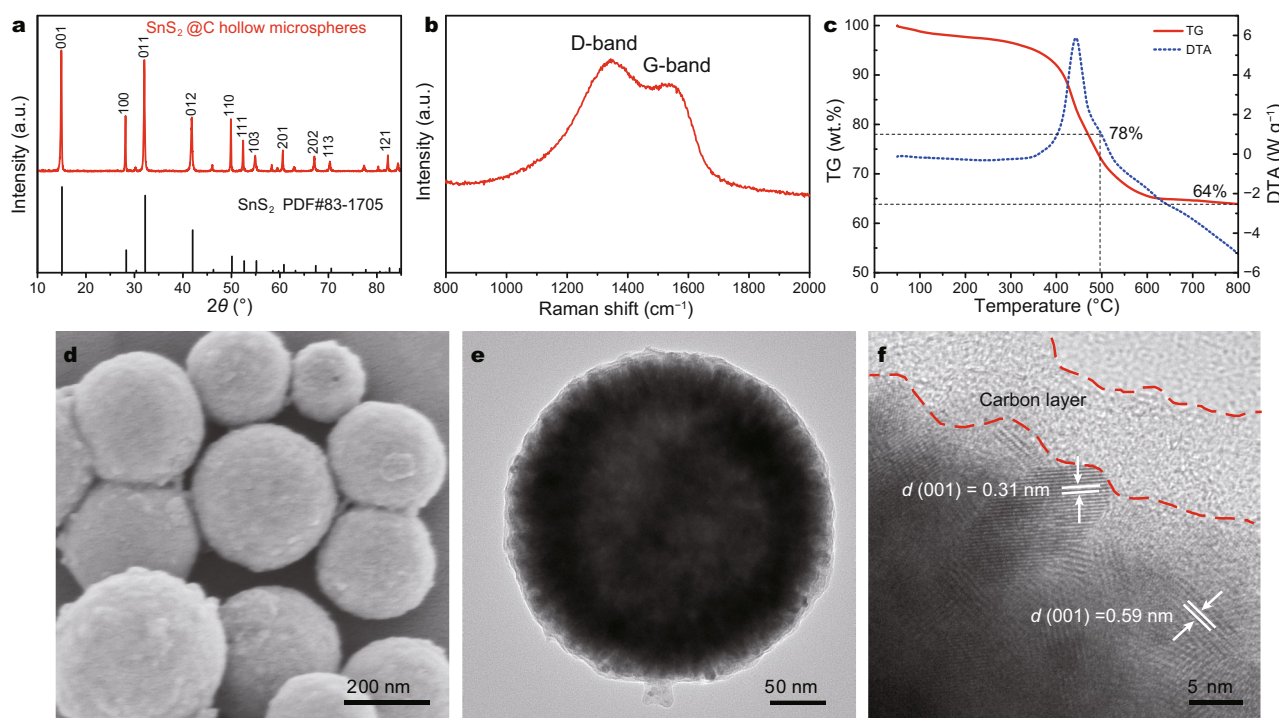 a
SnS₂ @C hollow microspheres
001
100
011
012
110
111
103
201
202
113
121
SnS₂ PDF#83-1705
Intensity (a.u.)
10 20 30 40 50 60 70 80
2θ (°)
b
D-band
G-band
Intensity (a.u.)
800 1000 1200 1400 1600 1800 2000
Raman shift (cm⁻¹)
c
TG
DTA
78%
64%
100
90
80
70
60
50
TG (wt.%)
6
4
2
0
−2
−4
−6
DTA (W g⁻¹)
0 100 200 300 400 500 600 700 800
Temperature (°C)
d
200 nm
e
50 nm
f
Carbon layer
d (001) = 0.31 nm
d (001) =0.59 nm
5 nm